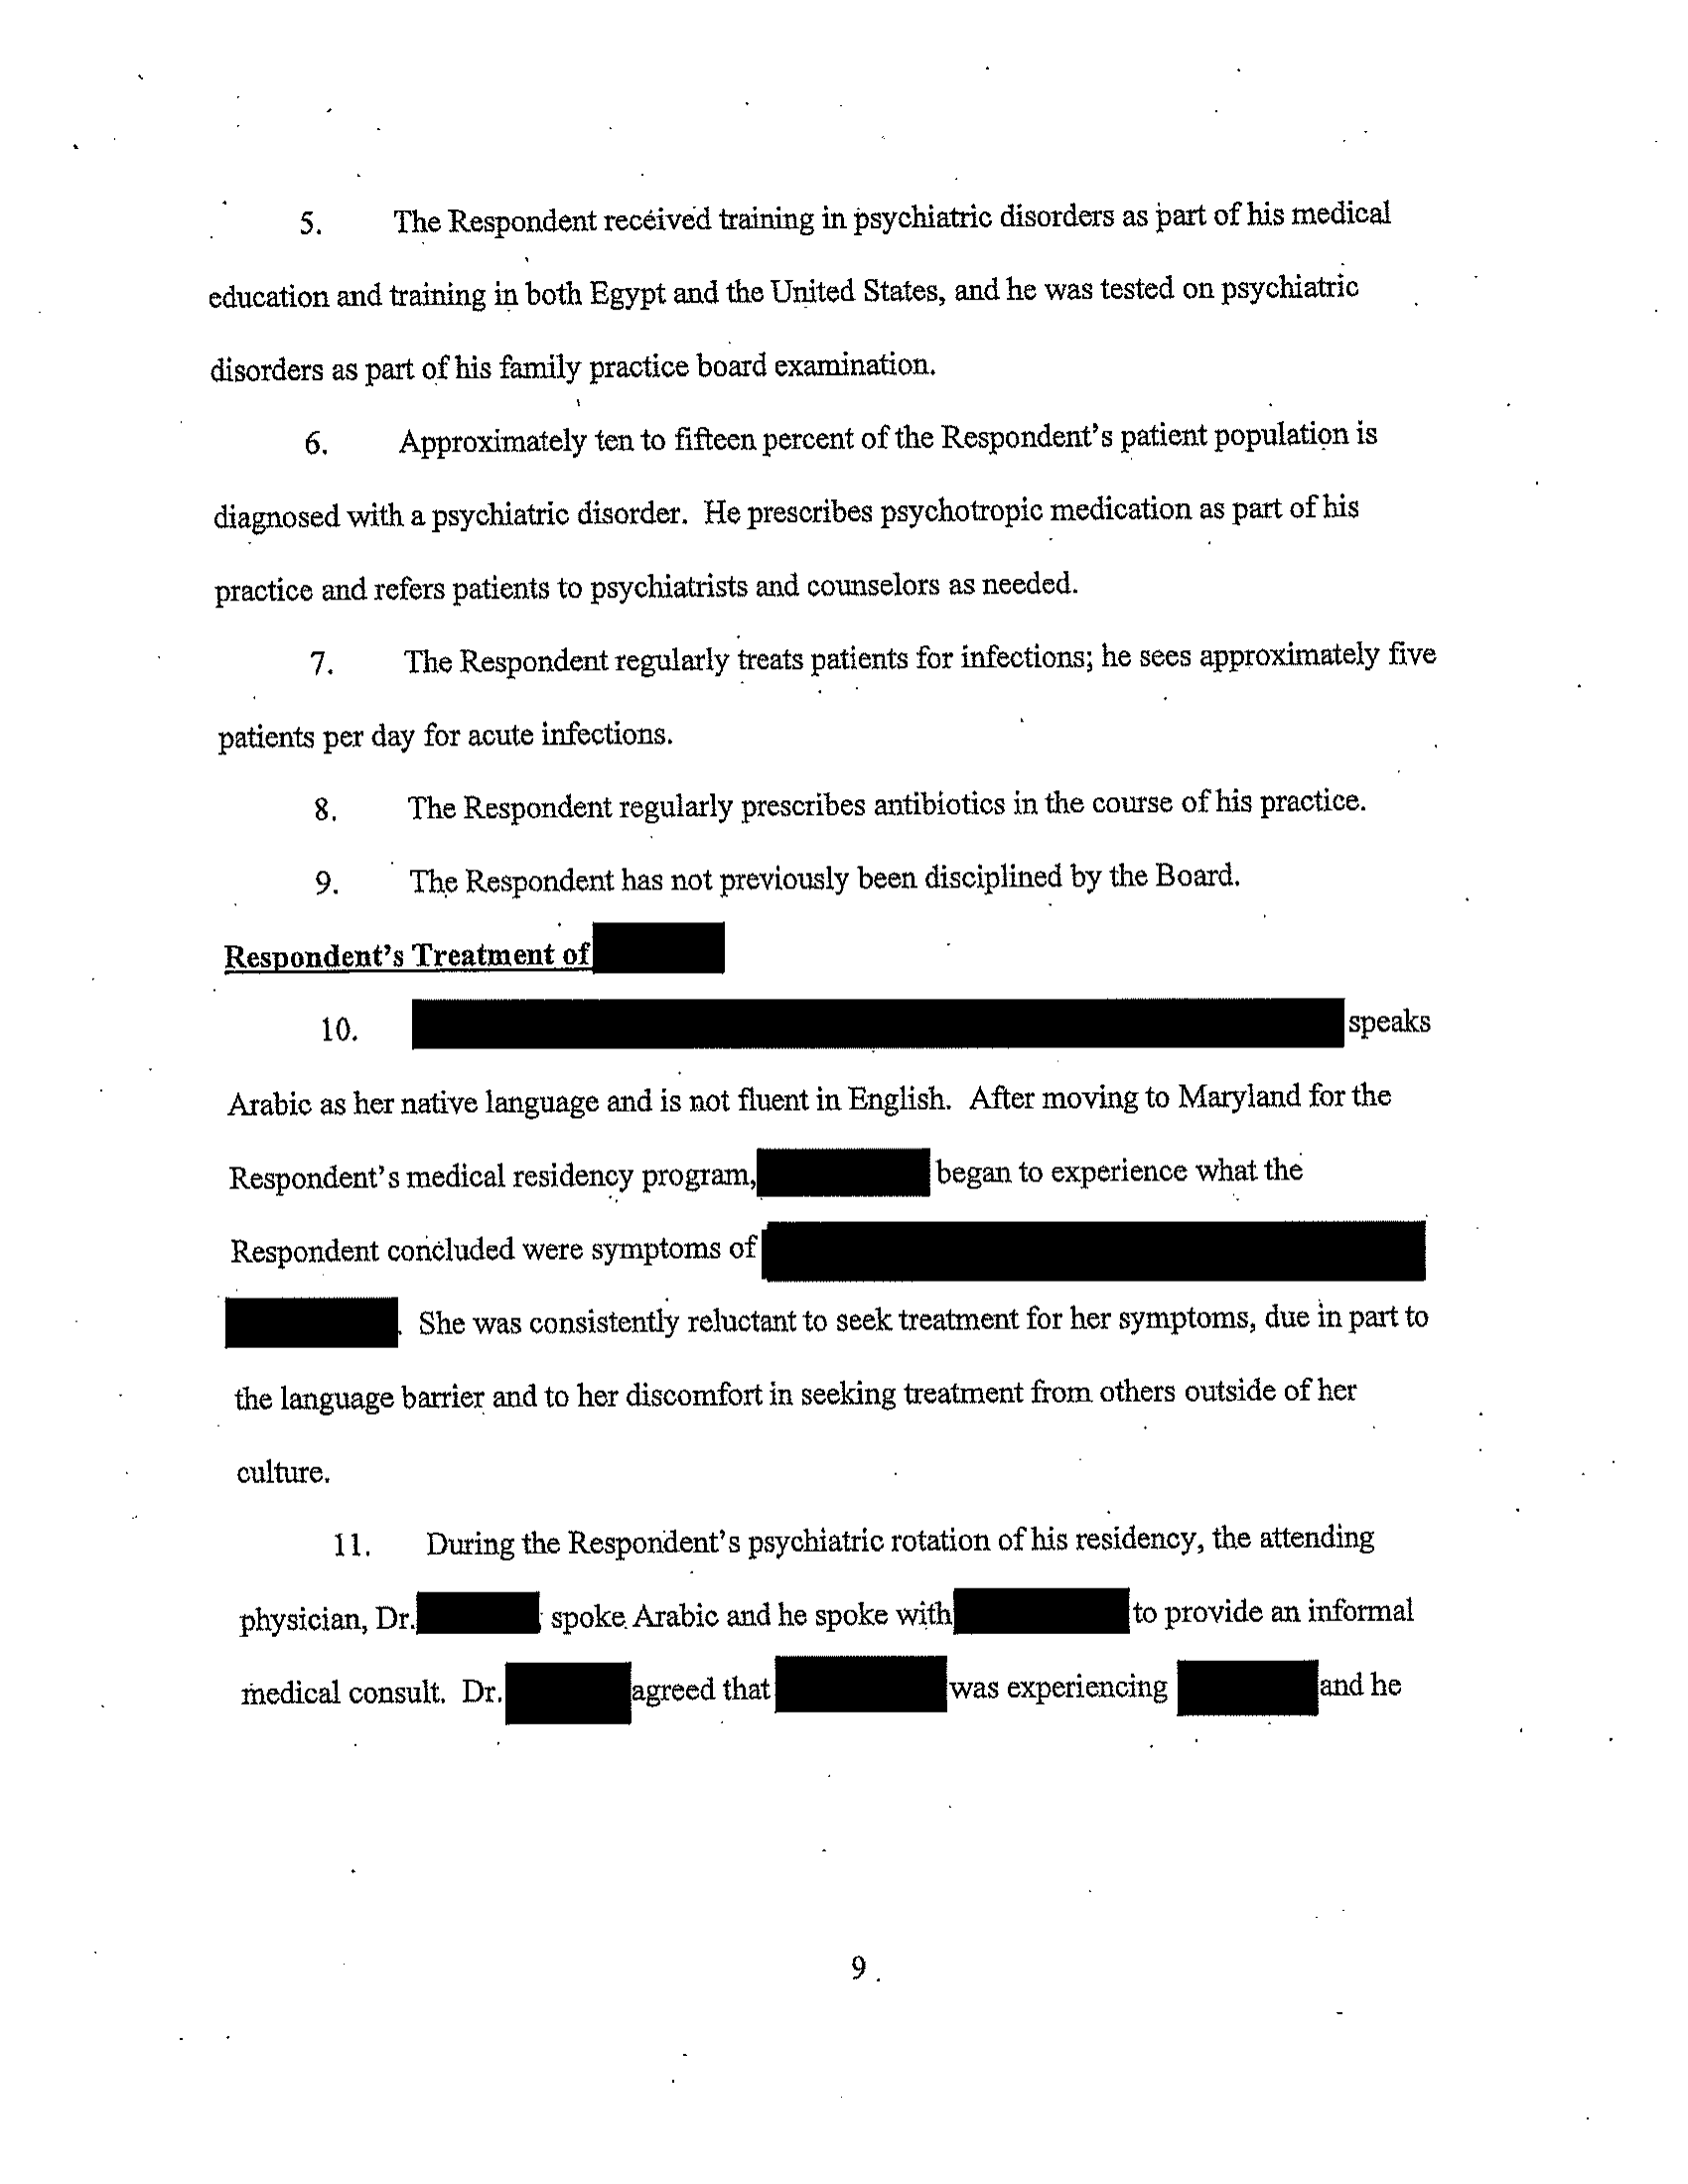 5. The Respondent received training in psychiatric disorders as part of his medical
education and training in both Egypt and the United States, and he was tested on psychiatric
disorders as part of his family practice board examination.
6. Approximately ten to fifteen percent of the Respondent's patient population is
diagnosed with a psychiatric disorder. He prescribes psychotropic medication as part of his
practice and refers patients to psychiatrists and counselors as needed.
7. The Respondent regularly treats patients for infections; he sees approximately five
patients per day for acute infections.
8. The Respondent regularly prescribes antibiotics in the course of his practice.
9. The Respondent has not previously been disciplined by the Board.
Respondent's Treatment of
10. speaks
Arabic as her native language and is not fluent in English. After moving to Maryland for the
Respondent's medical residency program, began to experience what the
Respondent concluded were symptoms of
. She was consistently reluctant to seek treatment for her symptoms, due in part to
the language barrier and to her discomfort in seeking treatment from others outside of her
culture.
11. During the Respondent's psychiatric rotation of his residency, the attending
physician, Dr. spoke Arabic and he spoke with to provide an informal
medical consult. Dr. agreed that was experiencing and he
9